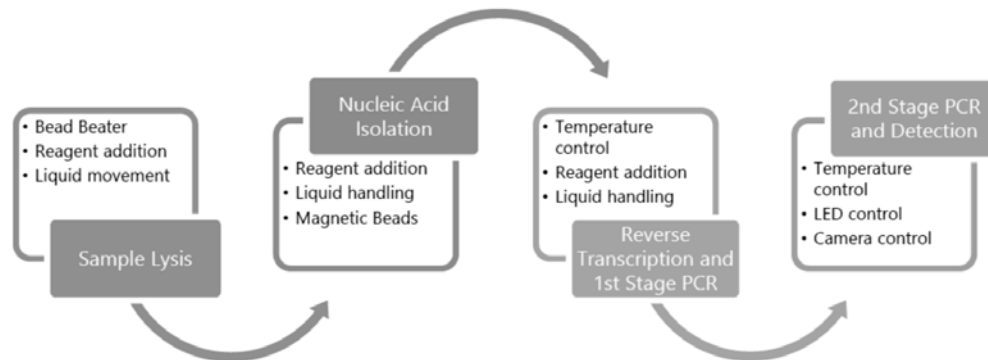 • Bead Beater
• Reagent addition
• Liquid movement
Sample Lysis
Nucleic Acid
Isolation
• Reagent addition
• Liquid handling
• Magnetic Beads
• Temperature
control
• Reagent addition
• Liquid handling
Reverse
Transcription and
1st Stage PCR
2nd Stage PCR
and Detection
• Temperature
control
• LED control
• Camera control